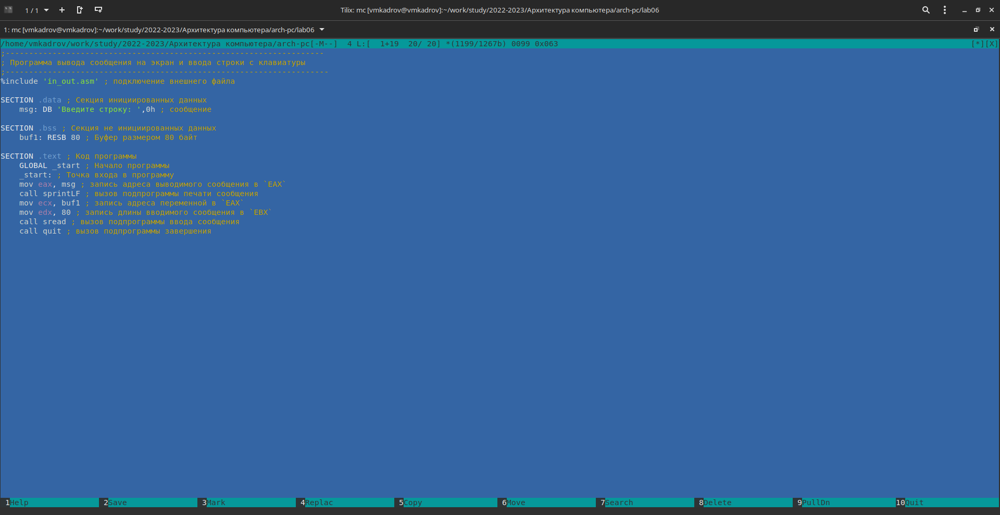 1 / 1
Tilix: mc [vmkadrov@vmkadrov]:~/work/study/2022-2023/Архитектура компьютера/arch-pc/lab06
1: mc [vmkadrov@vmkadrov]:~/work/study/2022-2023/Архитектура компьютера/arch-pc/lab06
/home/vmkadrov/work/study/2022-2023/Архитектура компьютера/arch-pc[-M--]  4 L:[  1+19  20/ 20] *(1199/1267b) 0099 0x063 [*][X]
;--------------------------------------------------------------------
; Программа вывода сообщения на экран и ввода строки с клавиатуры
;---------------------------------------------------------------------
%include 'in_out.asm' ; подключение внешнего файла
SECTION .data ; Секция инициированных данных
    msg: DB 'Введите строку: ',0h ; сообщение
SECTION .bss ; Секция не инициированных данных
    buf1: RESB 80 ; Буфер размером 80 байт
SECTION .text ; Код программы
    GLOBAL _start ; Начало программы
    _start: ; Точка входа в программу
    mov eax, msg ; запись адреса выводимого сообщения в `EAX`
    call sprintLF ; вызов подпрограммы печати сообщения
    mov ecx, buf1 ; запись адреса переменной в `EAX`
    mov edx, 80 ; запись длины вводимого сообщения в `EBX`
    call sread ; вызов подпрограммы ввода сообщения
    call quit ; вызов подпрограммы завершения
1Help 2Save 3Mark 4Replac 5Copy 6Move 7Search 8Delete 9PullDn 10Quit